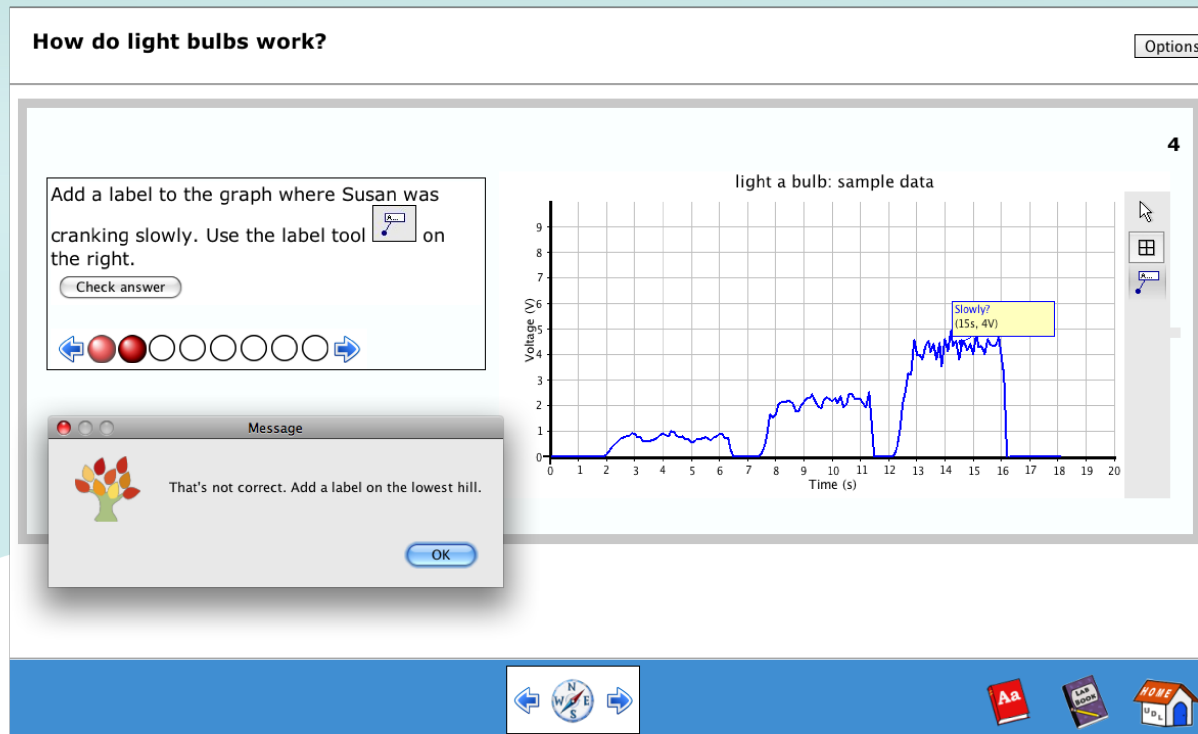 How do light bulbs work?
Options
4
Add a label to the graph where Susan was
cranking slowly. Use the label tool A... on
the right.
Check answer
light a bulb: sample data
Voltage (V)
9
8
7
6
5
4
3
2
1
0
Slowly?
(15s, 4V)
A...
0 1 2 3 4 5 6 7 8 9 10 11 12 13 14 15 16 17 18 19 20
Time (s)
Message
That's not correct. Add a label on the lowest hill.
OK
N
W E
S
Aa
LAB
BOOK
HOME
UDL